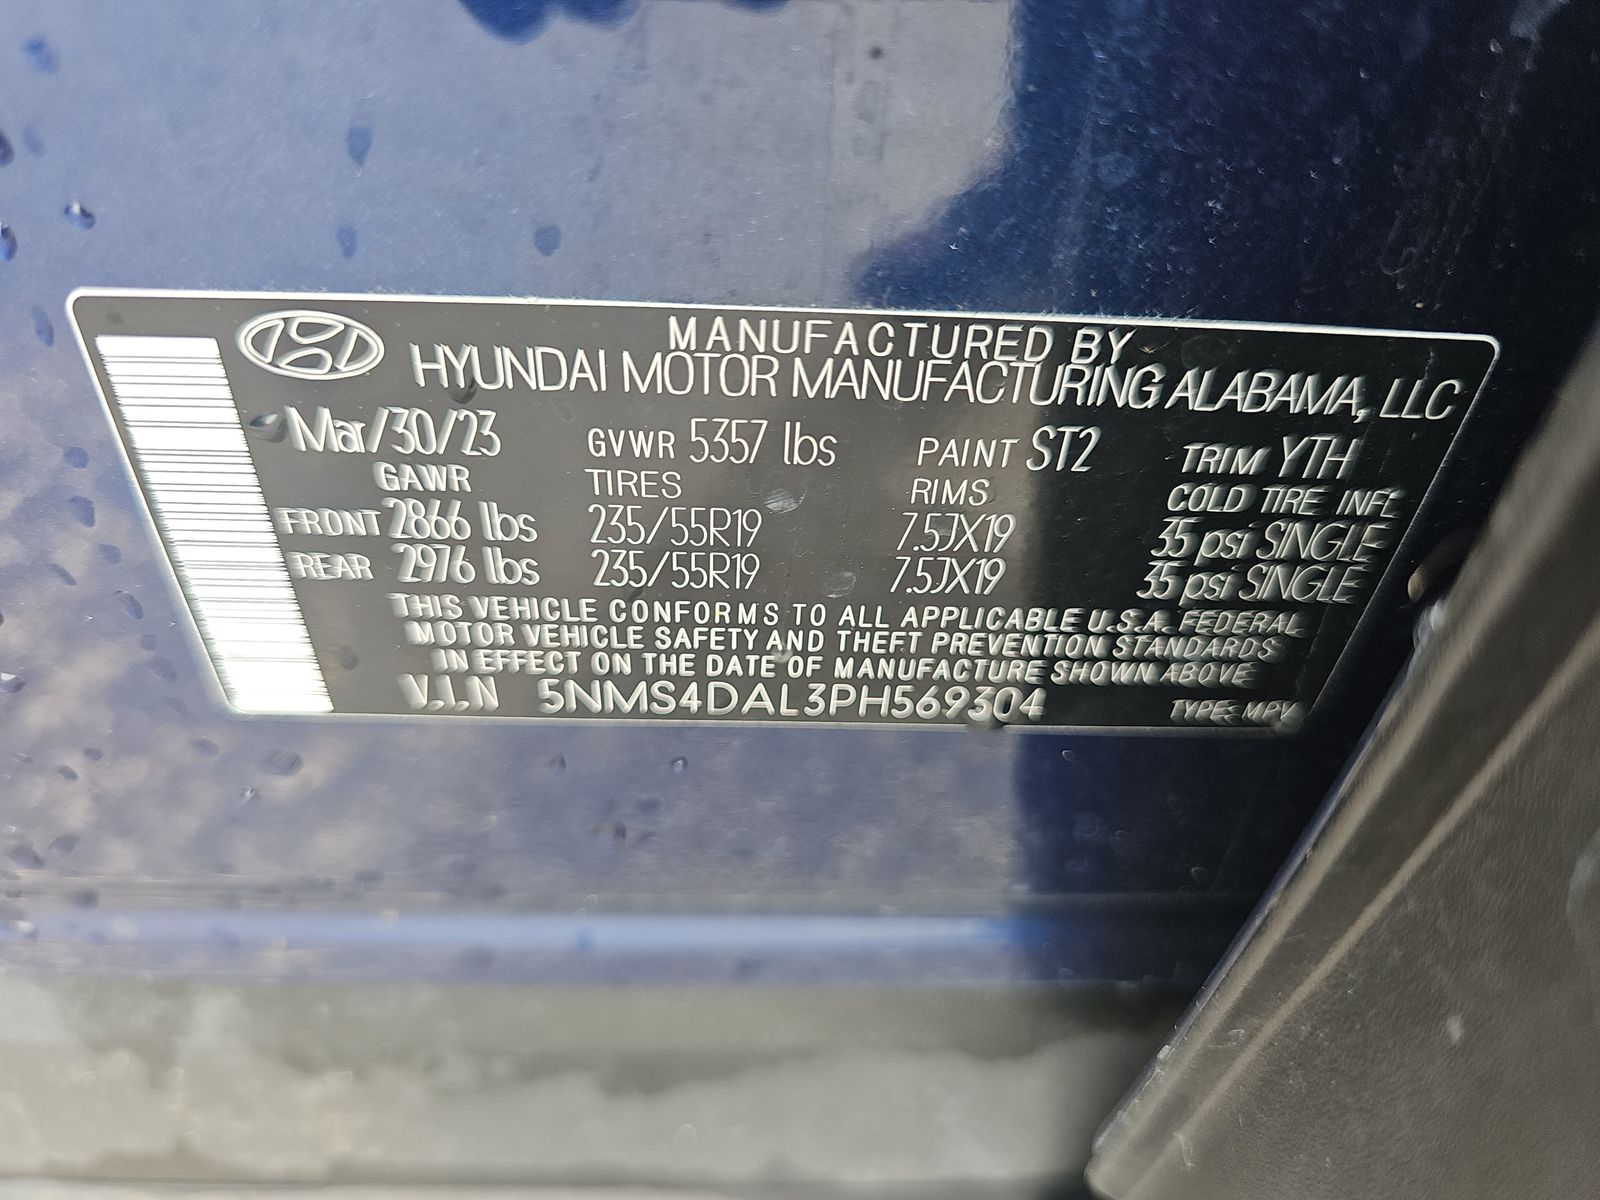 MANUFACTURED BY
HYUNDAI MOTOR MANUFACTURING ALABAMA, LLC
Mar/30/23 GVWR 5357 lbs PAINT ST2 TRIM YTH
GAWR TIRES RIMS COLD TIRE INFL
FRONT 2866 lbs 235/55R19 7.5JX19 35 psi SINGLE
REAR 2976 lbs 235/55R19 7.5JX19 35 psi SINGLE
THIS VEHICLE CONFORMS TO ALL APPLICABLE U.S.A. FEDERAL
MOTOR VEHICLE SAFETY AND THEFT PREVENTION STANDARDS
IN EFFECT ON THE DATE OF MANUFACTURE SHOWN ABOVE
V.I.N 5NMS4DAL3PH569304 TYPE: MPV